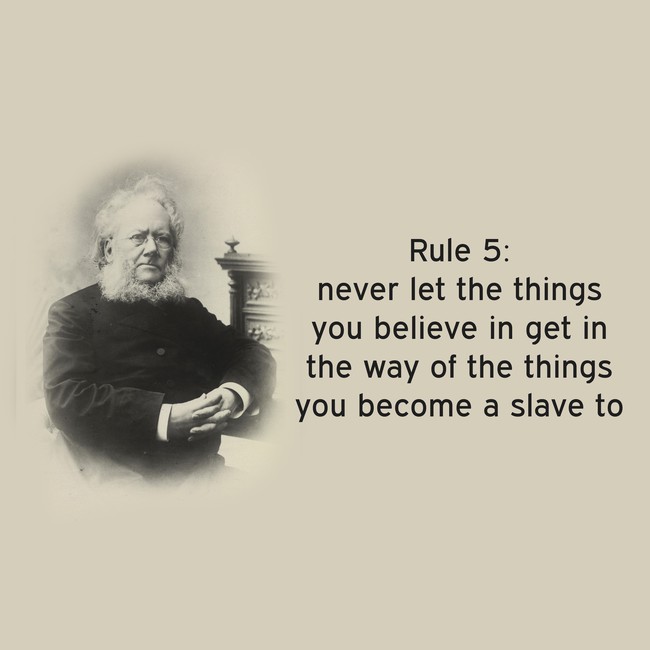 Rule 5:
never let the things
you believe in get in
the way of the things
you become a slave to